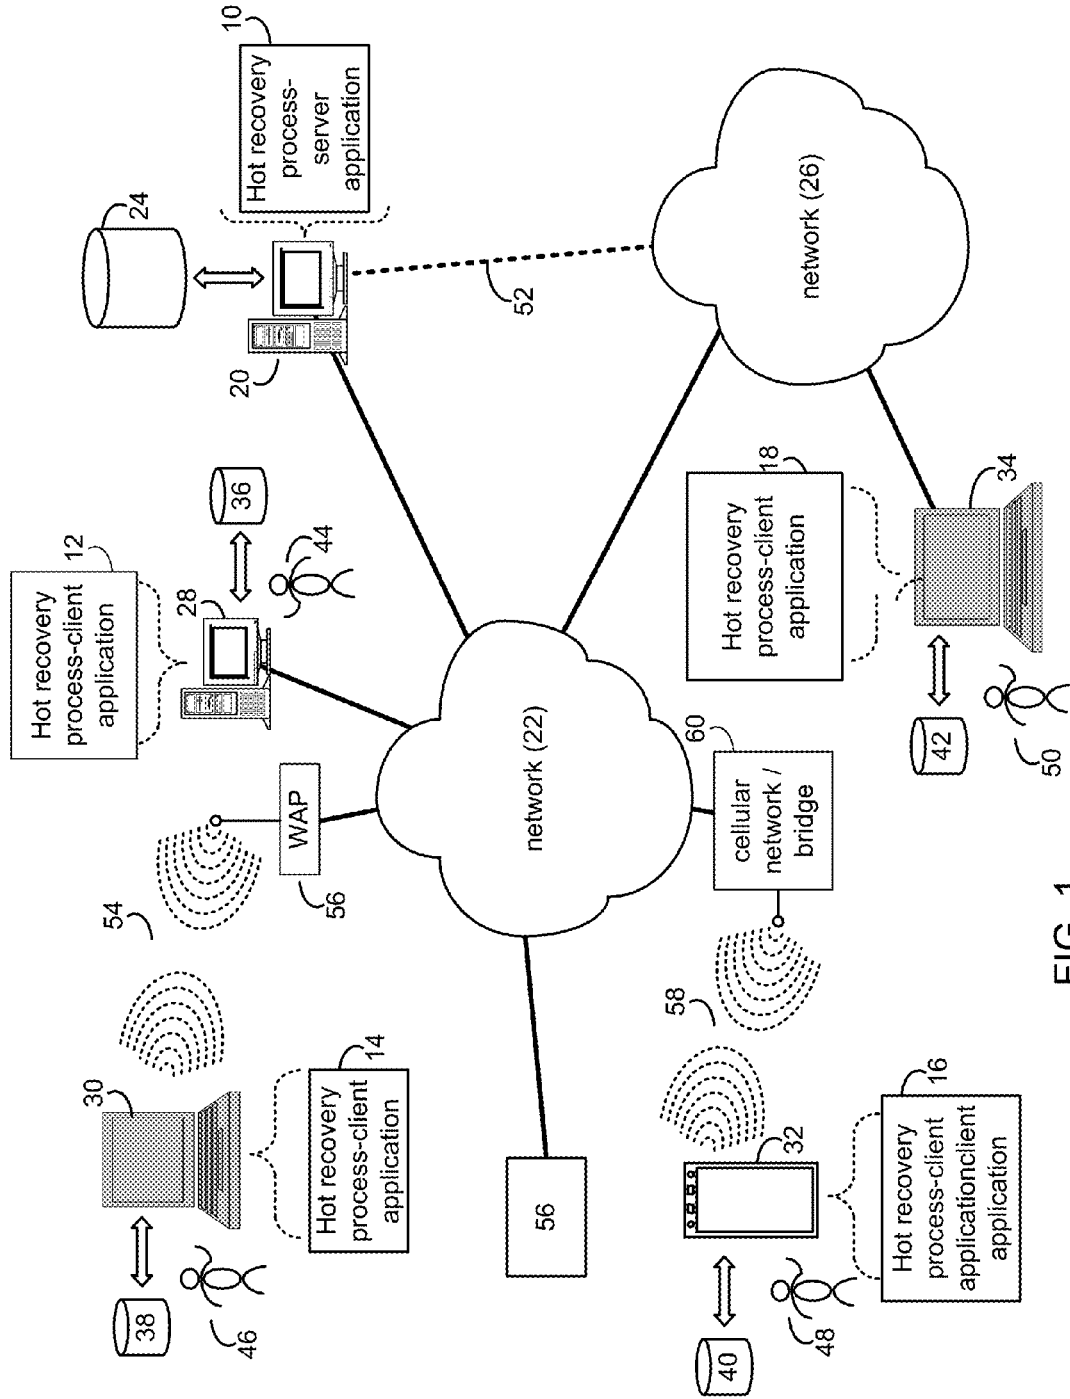 Hot recovery
process-client
application
12
30
54
24
38
28
46
36
20
10
Hot recovery
process-
server
application
WAP
44
56
14
Hot recovery
process-client
application
52
network (22)
56
58
60
cellular
network /
bridge
18
Hot recovery
process-client
application
network (26)
40
32
48
16
Hot recovery
process-client
applicationclient
application
42
34
50
FIG. 1